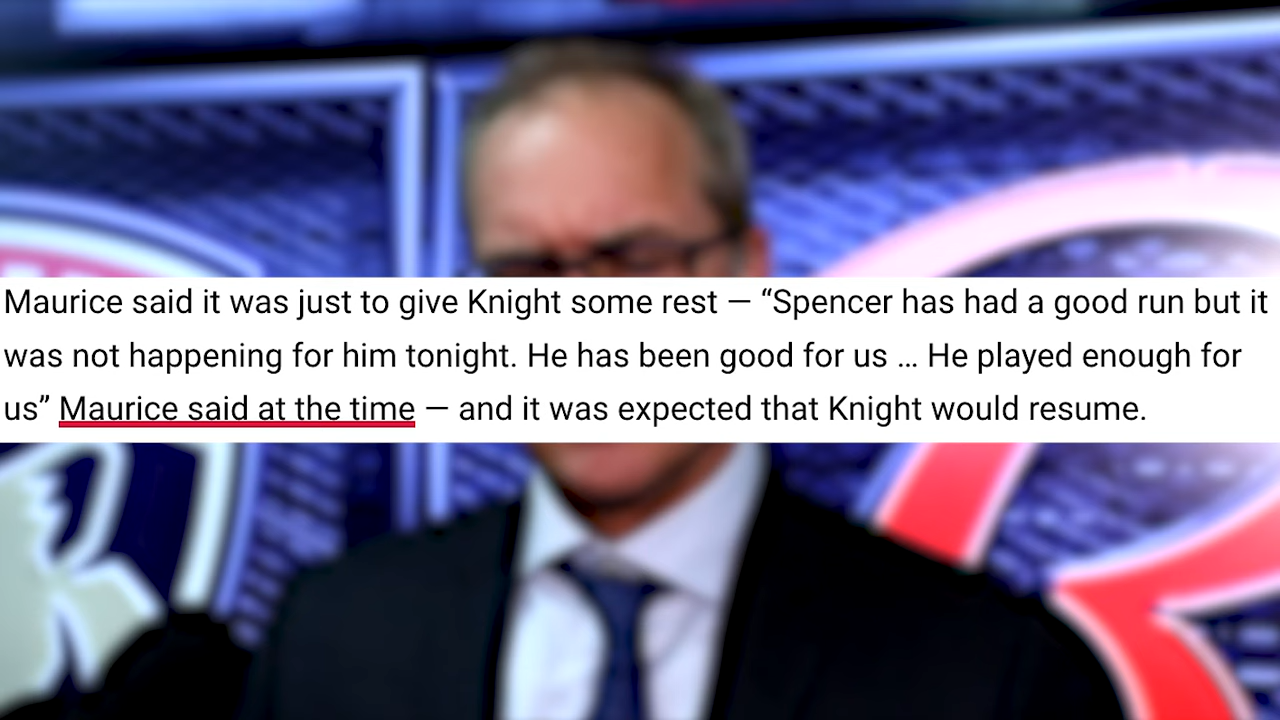 Maurice said it was just to give Knight some rest — “Spencer has had a good run but it
was not happening for him tonight. He has been good for us … He played enough for
us” Maurice said at the time — and it was expected that Knight would resume.